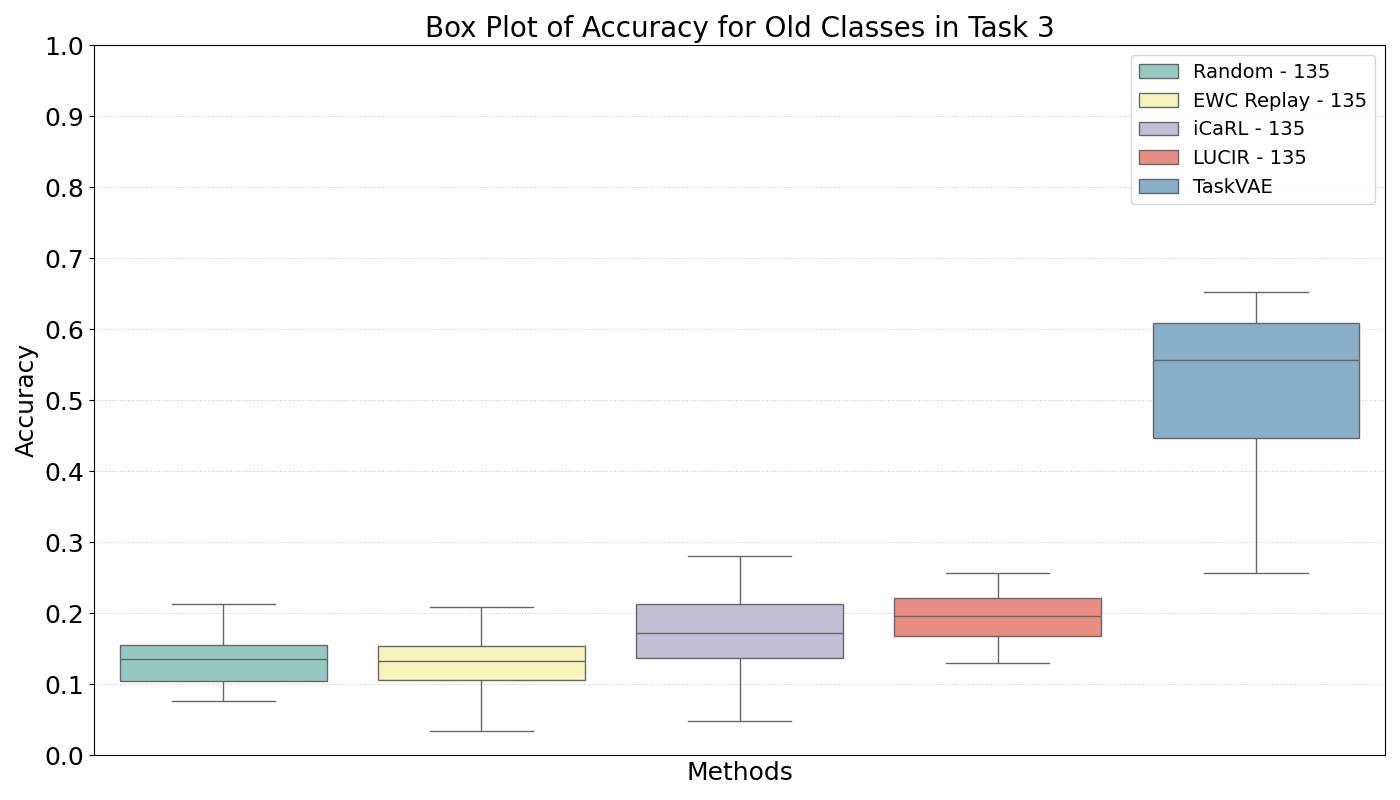 Box Plot of Accuracy for Old Classes in Task 3
1.0
0.9
0.8
0.7
0.6
0.5
0.4
0.3
0.2
0.1
0.0
Accuracy
Methods
Random - 135
EWC Replay - 135
iCaRL - 135
LUCIR - 135
TaskVAE